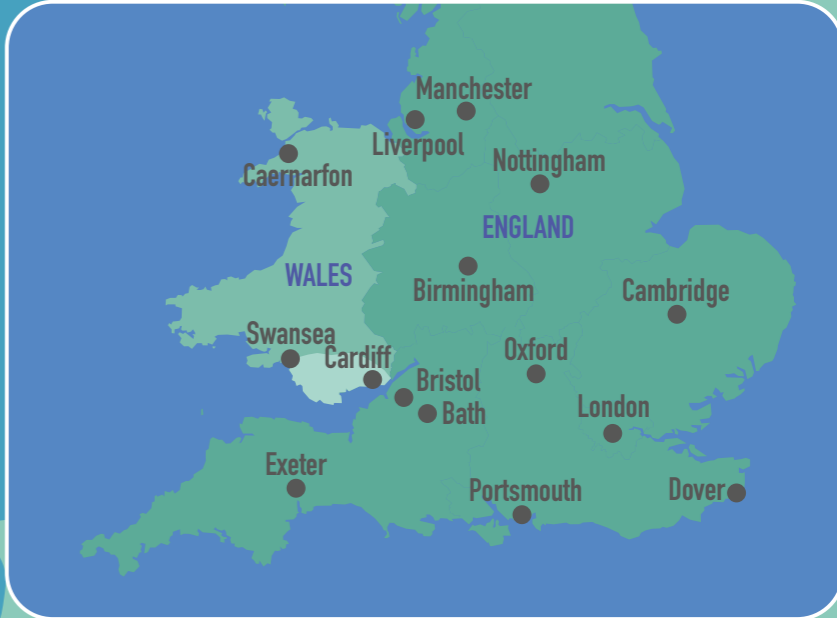 Manchester
Liverpool
Nottingham
Caernarfon
ENGLAND
WALES
Birmingham
Cambridge
Swansea
Cardiff
Oxford
Bristol
Bath
London
Exeter
Portsmouth
Dover